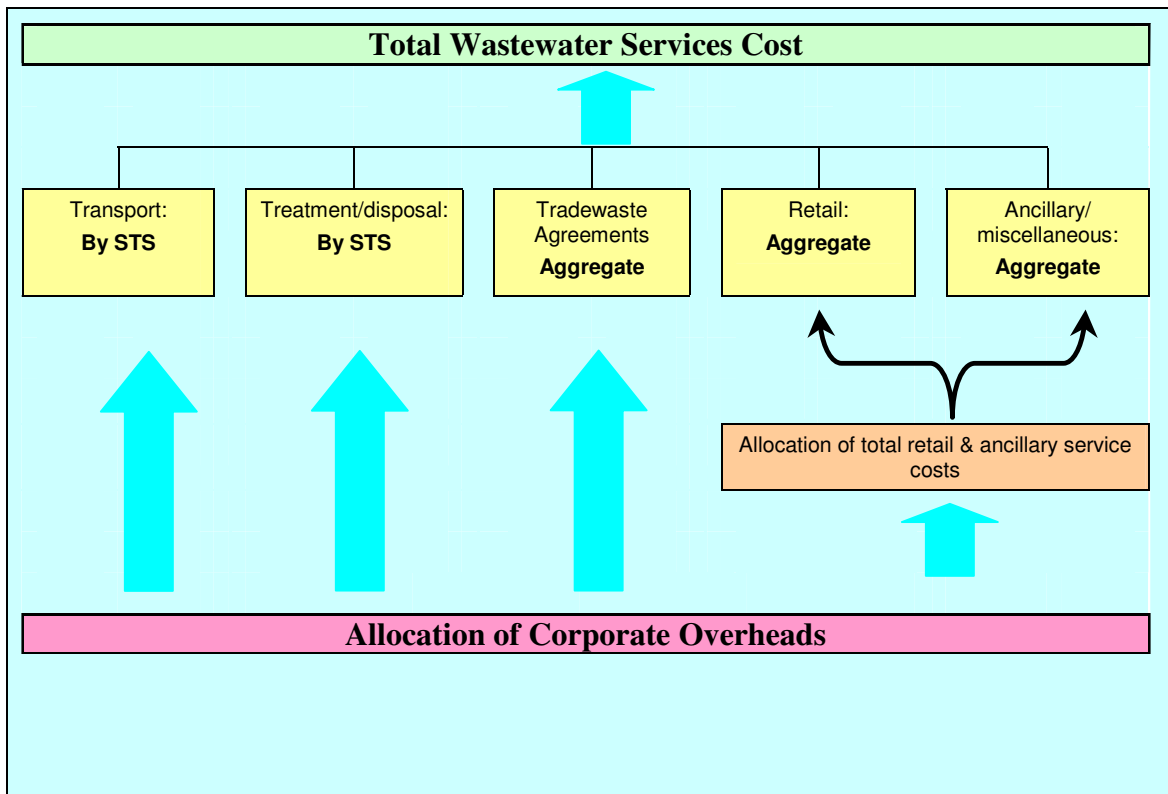 Total Wastewater Services Cost
Transport:
By STS
Treatment/disposal:
By STS
Tradewaste
Agreements
Aggregate
Retail:
Aggregate
Ancillary/
miscellaneous:
Aggregate
Allocation of total retail & ancillary service
costs
Allocation of Corporate Overheads